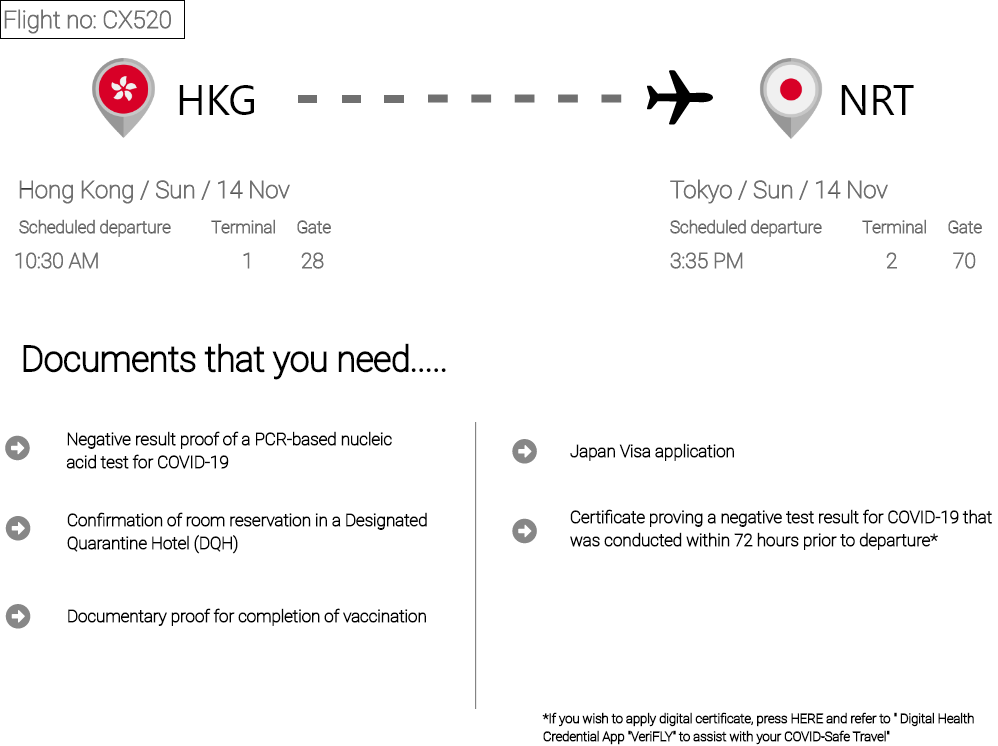 Flight no: CX520
HKG
NRT
Hong Kong / Sun / 14 Nov
Scheduled departure Terminal Gate
10:30 AM 1 28
Tokyo / Sun / 14 Nov
Scheduled departure Terminal Gate
3:35 PM 2 70
Documents that you need.....
Negative result proof of a PCR-based nucleic
acid test for COVID-19
Confirmation of room reservation in a Designated
Quarantine Hotel (DQH)
Documentary proof for completion of vaccination
Japan Visa application
Certificate proving a negative test result for COVID-19 that
was conducted within 72 hours prior to departure*
*If you wish to apply digital certificate, press HERE and refer to " Digital Health
Credential App "VeriFLY" to assist with your COVID-Safe Travel"